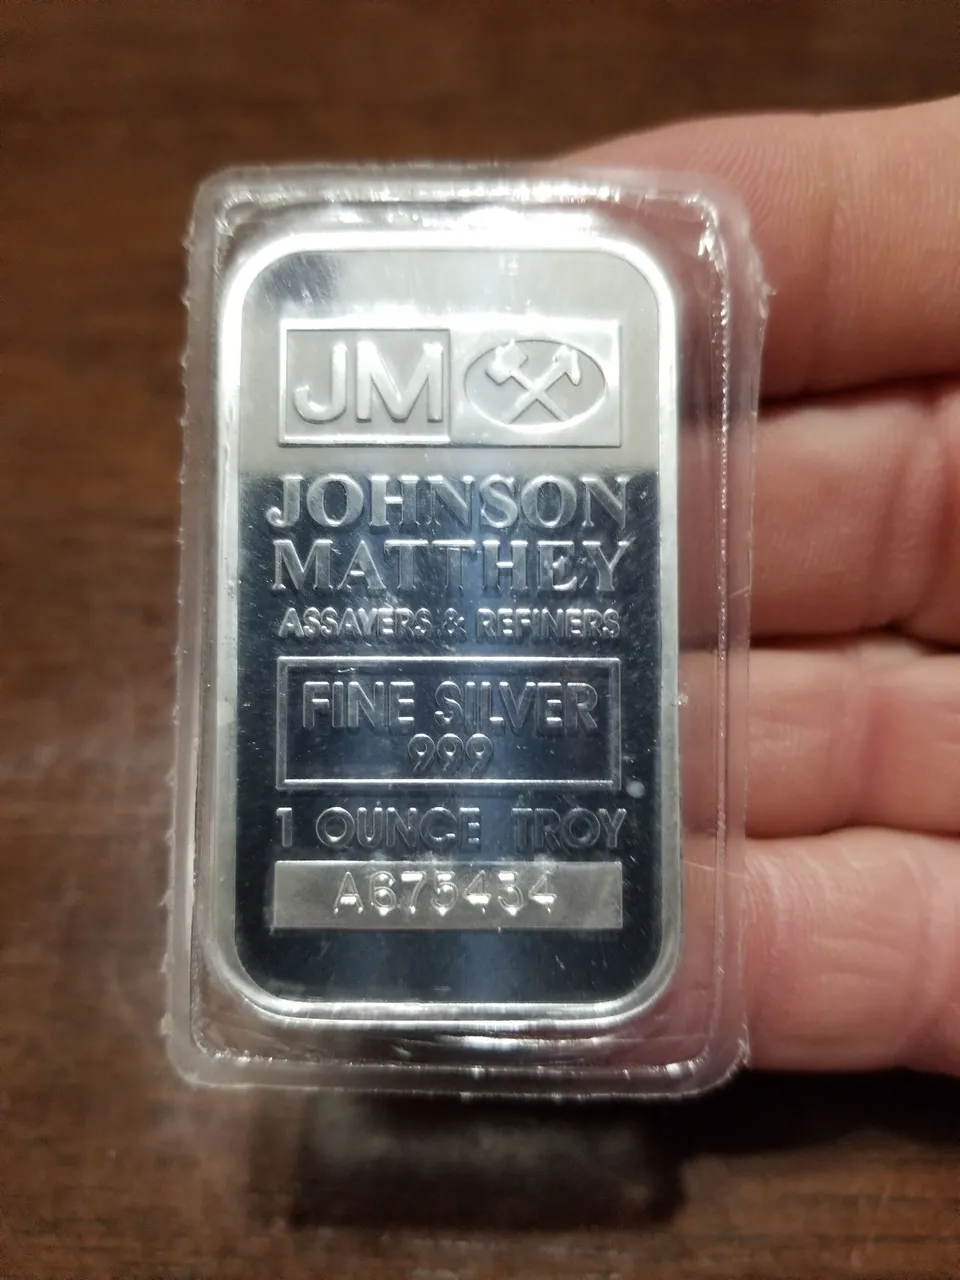 JM
JOHNSON
MATTHEY
ASSAYERS & REFINERS
FINE SILVER
999
1 OUNCE TROY
A675434